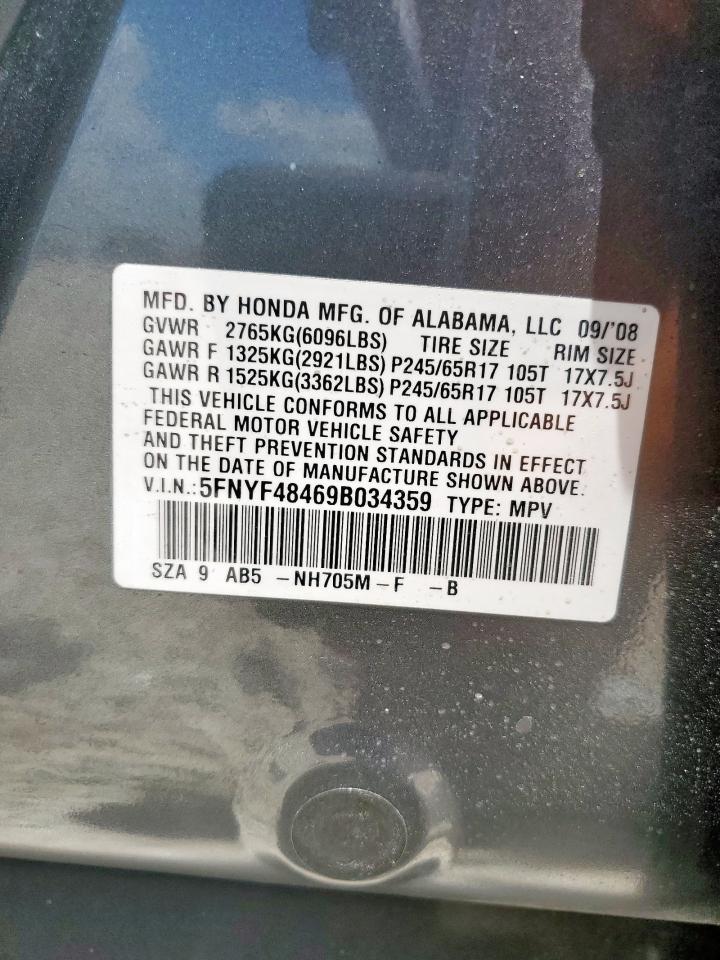 MFD. BY HONDA MFG. OF ALABAMA, LLC 09/'08
GVWR 2765KG(6096LBS) TIRE SIZE RIM SIZE
GAWR F 1325KG(2921LBS) P245/65R17 105T 17X7.5J
GAWR R 1525KG(3362LBS) P245/65R17 105T 17X7.5J
THIS VEHICLE CONFORMS TO ALL APPLICABLE
FEDERAL MOTOR VEHICLE SAFETY
AND THEFT PREVENTION STANDARDS IN EFFECT
ON THE DATE OF MANUFACTURE SHOWN ABOVE.
V.I.N.: 5FNYF48469B034359 TYPE: MPV
SZA 9 AB5 -NH705M-F -B